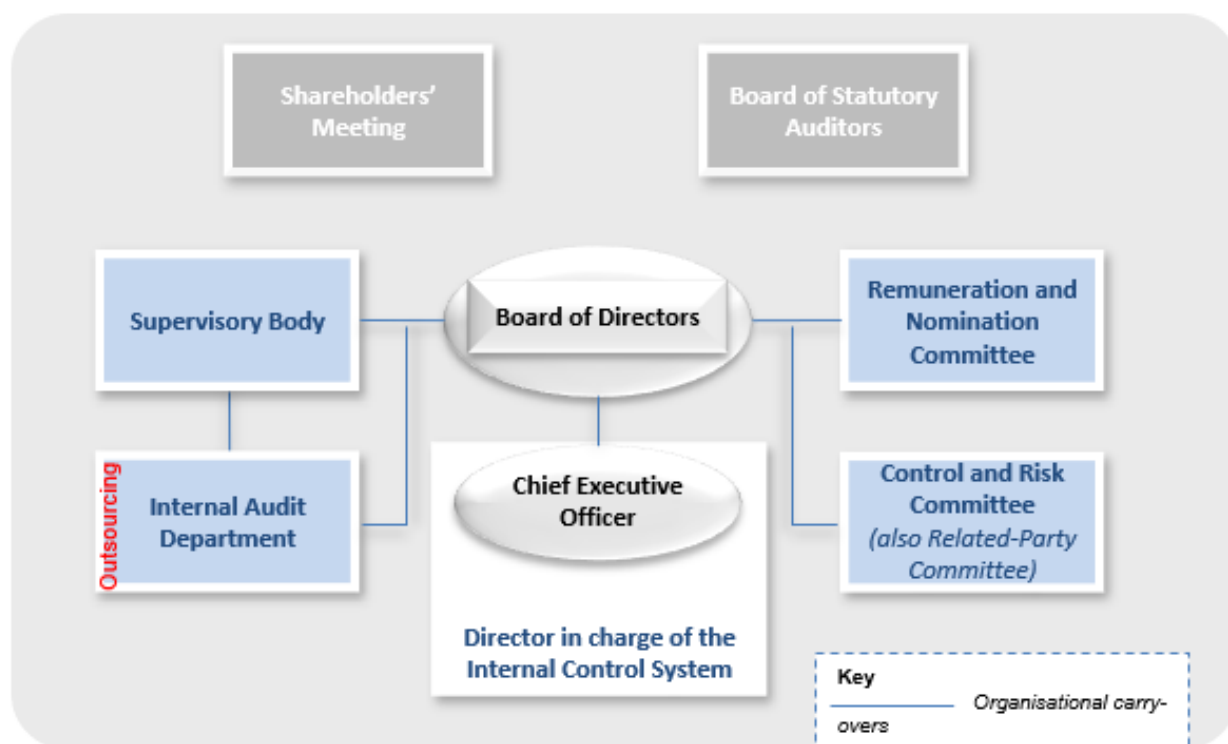 Shareholders’
Meeting
Board of Statutory
Auditors
Supervisory Body
Board of Directors
Remuneration and
Nomination
Committee
Outsourcing
Internal Audit
Department
Chief Executive
Officer
Control and Risk
Committee
(also Related-Party
Committee)
Director in charge of the
Internal Control System
Key
Organisational carry-
overs